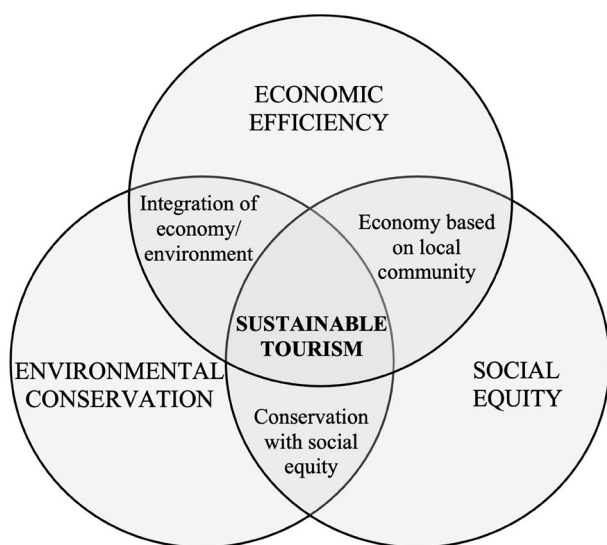 ECONOMIC
EFFICIENCY
Integration of
economy/
environment
Economy based
on local
community
SUSTAINABLE
TOURISM
ENVIRONMENTAL
CONSERVATION
SOCIAL
EQUITY
Conservation
with social
equity